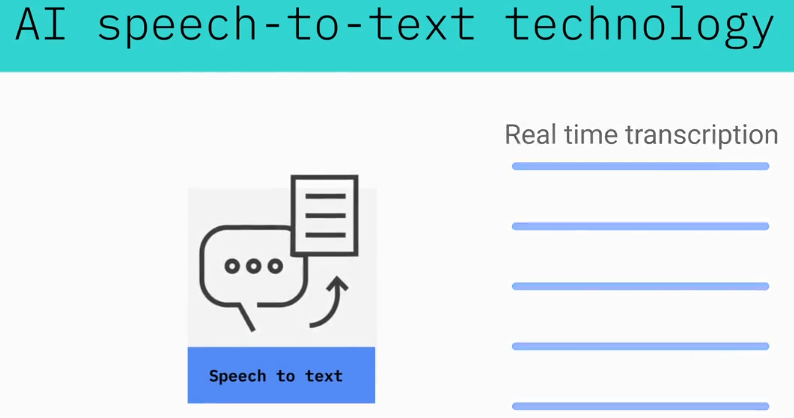 AI speech-to-text technology
Real time transcription
Speech to text